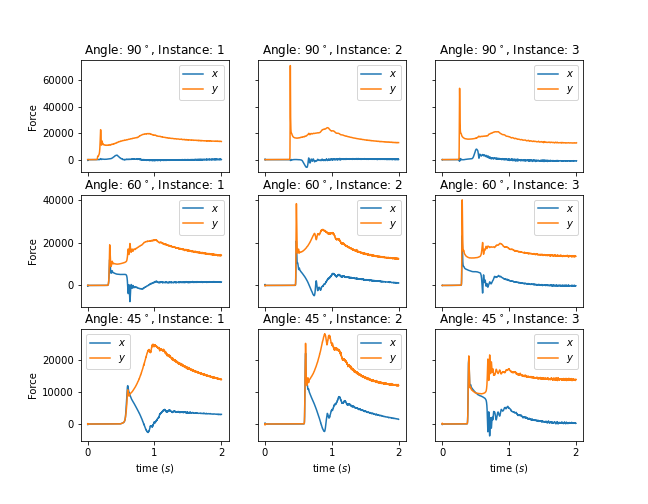 Angle: 90°, Instance: 1 Angle: 90°, Instance: 2 Angle: 90°, Instance: 3
x x x
y y y
60000
40000
20000
0
Force
Angle: 60°, Instance: 1 Angle: 60°, Instance: 2 Angle: 60°, Instance: 3
x x x
y y y
40000
20000
0
Force
Angle: 45°, Instance: 1 Angle: 45°, Instance: 2 Angle: 45°, Instance: 3
x x x
y y y
20000
10000
0
Force
0 1 2 0 1 2 0 1 2
time (s) time (s) time (s)